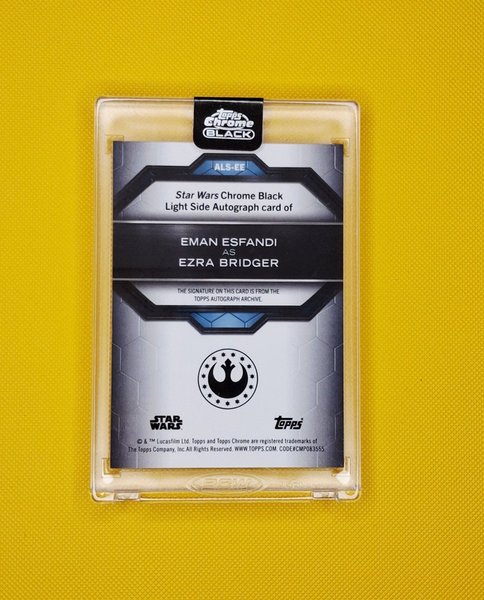 Topps
Chrome
BLACK
ALS-EE
Star Wars Chrome Black
Light Side Autograph card of
EMAN ESFANDI
AS
EZRA BRIDGER
THE SIGNATURE ON THIS CARD IS FROM THE
TOPPS AUTOGRAPH ARCHIVE.
STAR
WARS
Topps
© & ™ Lucasfilm Ltd. Topps and Topps Chrome are registered trademarks of
The Topps Company, Inc. All Rights Reserved. WWW.TOPPS.COM. CODE#CMP083555